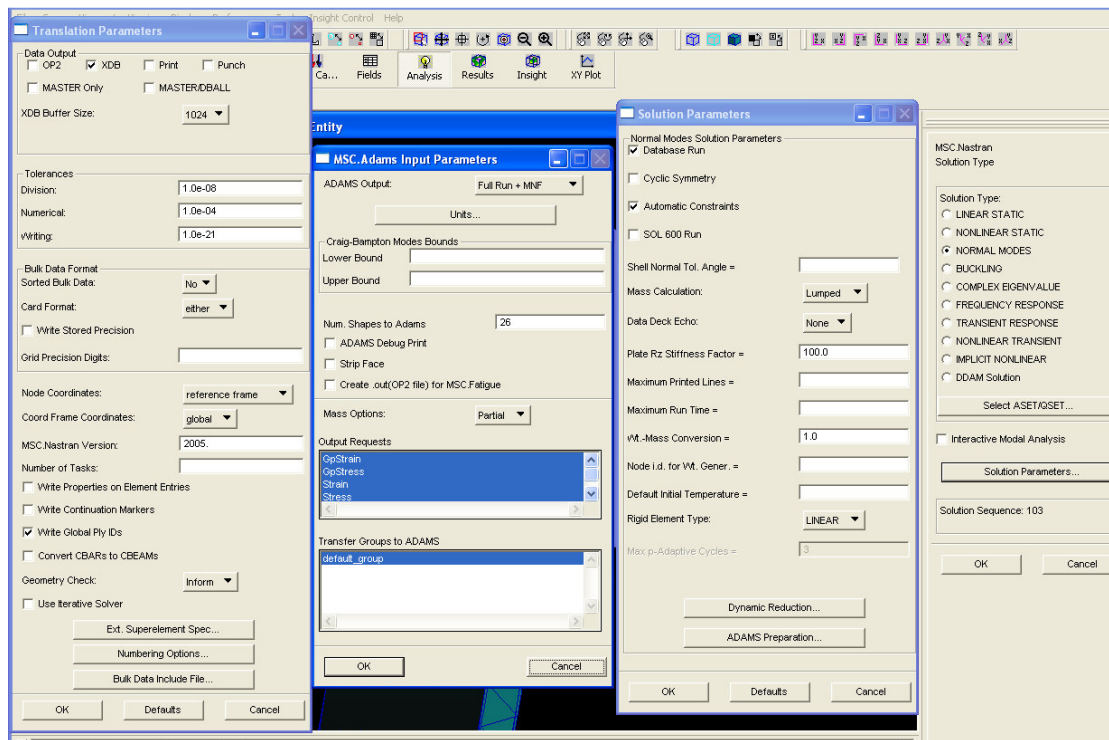 Insight Control Help
Ca... Fields Analysis Results Insight XY Plot
Entity
Translation Parameters
Data Output
OP2 XDB Print Punch
MASTER Only MASTER/DBALL
XDB Buffer Size: 1024
Tolerances
Division: 1.0e-08
Numerical: 1.0e-04
Writing: 1.0e-21
Bulk Data Format
Sorted Bulk Data: No
Card Format: either
Write Stored Precision
Grid Precision Digits:
Node Coordinates: reference frame
Coord Frame Coordinates: global
MSC.Nastran Version: 2005.
Number of Tasks:
Write Properties on Element Entries
Write Continuation Markers
Write Global Ply IDs
Convert CBARs to CBEAMs
Geometry Check: Inform
Use Iterative Solver
Ext. Superelement Spec...
Numbering Options...
Bulk Data Include File...
OK Defaults Cancel
MSC.Adams Input Parameters
ADAMS Output: Full Run + MNF
Units...
Craig-Bampton Modes Bounds
Lower Bound
Upper Bound
Num. Shapes to Adams 26
ADAMS Debug Print
Strip Face
Create .out(OP2 file) for MSC.Fatigue
Mass Options: Partial
Output Requests
GpStrain
GpStress
Strain
Stress
Transfer Groups to ADAMS
default_group
OK Cancel
Solution Parameters
Normal Modes Solution Parameters
Database Run
Cyclic Symmetry
Automatic Constraints
SOL 600 Run
Shell Normal Tol. Angle =
Mass Calculation: Lumped
Data Deck Echo: None
Plate Rz Stiffness Factor = 100.0
Maximum Printed Lines =
Maximum Run Time =
Wt.-Mass Conversion = 1.0
Node i.d. for Wt. Gener. =
Default Initial Temperature =
Rigid Element Type: LINEAR
Max p-Adaptive Cycles = 3
Dynamic Reduction...
ADAMS Preparation...
OK Defaults Cancel
MSC.Nastran
Solution Type
Solution Type:
LINEAR STATIC
NONLINEAR STATIC
NORMAL MODES
BUCKLING
COMPLEX EIGENVALUE
FREQUENCY RESPONSE
TRANSIENT RESPONSE
NONLINEAR TRANSIENT
IMPLICIT NONLINEAR
DDAM Solution
Select ASET/QSET...
Interactive Modal Analysis
Solution Parameters...
Solution Sequence: 103
OK Cancel